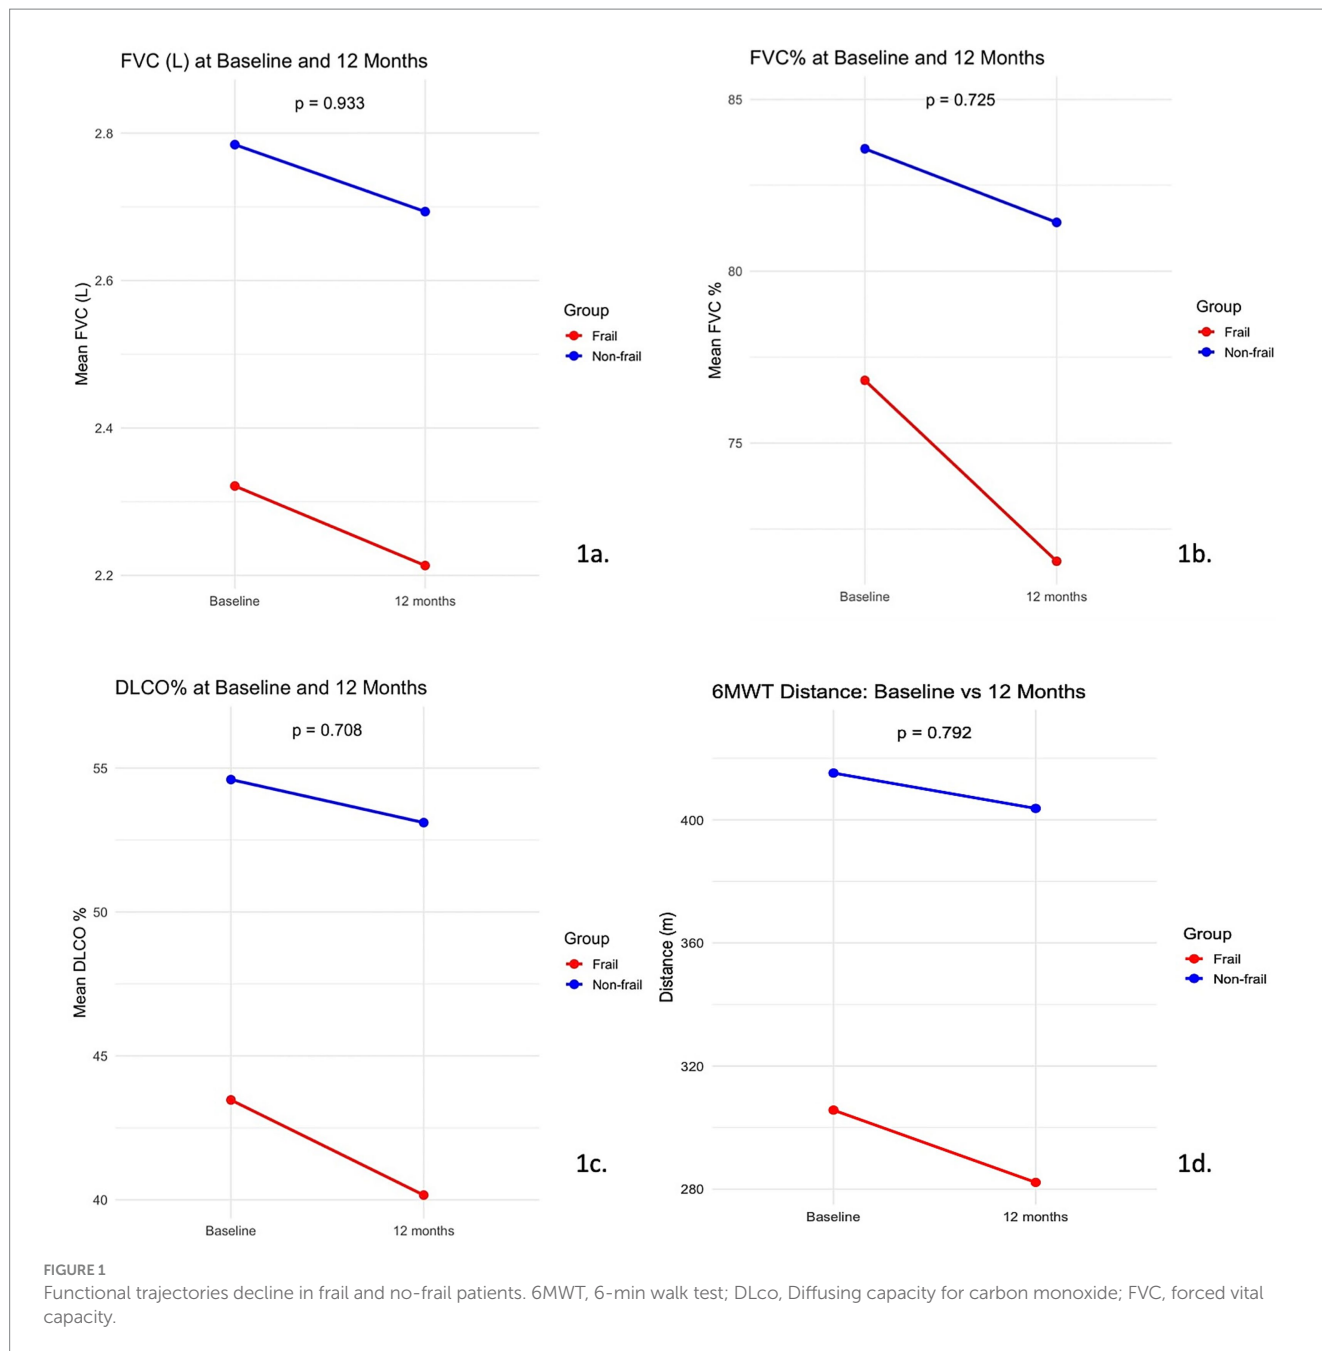 FVC (L) at Baseline and 12 Months
p = 0.933
2.8
2.6
2.4
2.2
Mean FVC (L)
Baseline
12 months
Group
Frail
Non-frail
1a.
FVC% at Baseline and 12 Months
p = 0.725
85
80
75
Mean FVC %
Baseline
12 months
Group
Frail
Non-frail
1b.
DLCO% at Baseline and 12 Months
p = 0.708
55
50
45
40
Mean DLCO %
Baseline
12 months
Group
Frail
Non-frail
1c.
6MWT Distance: Baseline vs 12 Months
p = 0.792
400
360
320
280
Distance (m)
Baseline
12 months
Group
Frail
Non-frail
1d.
FIGURE 1
Functional trajectories decline in frail and no-frail patients. 6MWT, 6-min walk test; DLco, Diffusing capacity for carbon monoxide; FVC, forced vital
capacity.